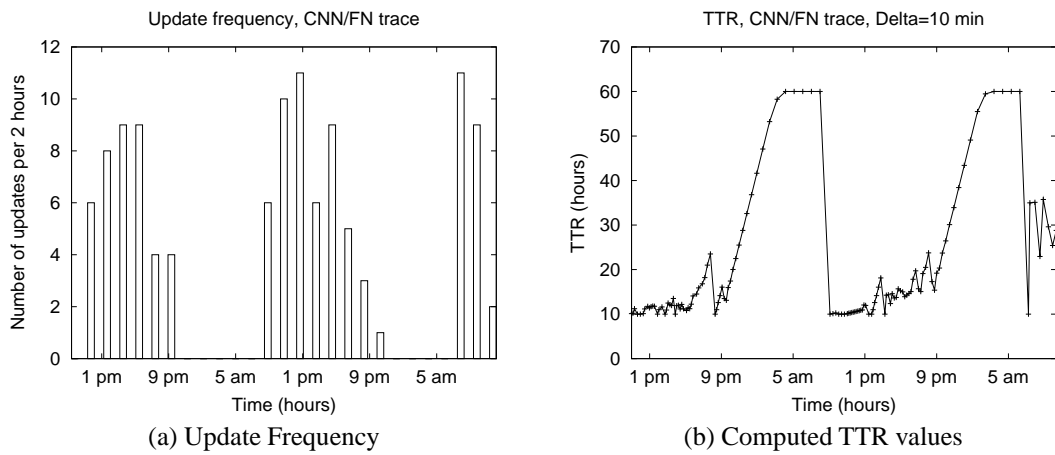 Update frequency, CNN/FN trace
12
10
8
6
4
2
0
Number of updates per 2 hours
1 pm 9 pm 5 am 1 pm 9 pm 5 am
Time (hours)
(a) Update Frequency
TTR, CNN/FN trace, Delta=10 min
70
60
50
40
30
20
10
0
TTR (hours)
1 pm 9 pm 5 am 1 pm 9 pm 5 am
Time (hours)
(b) Computed TTR values